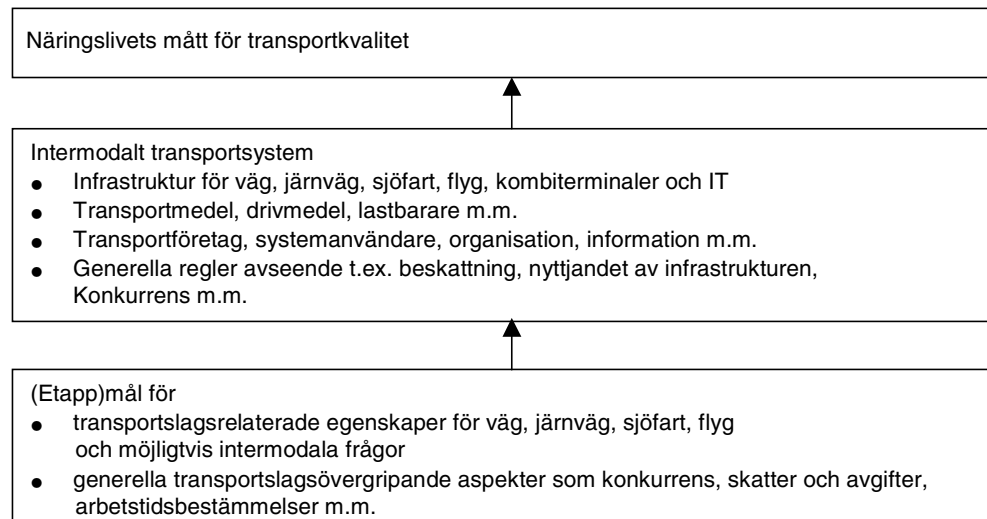 Näringslivets mått för transportkvalitet
Intermodalt transportsystem
● Infrastruktur för väg, järnväg, sjöfart, flyg, kombiterminaler och IT
● Transportmedel, drivmedel, lastbarare m.m.
● Transportföretag, systemanvändare, organisation, information m.m.
● Generella regler avseende t.ex. beskattning, nyttjandet av infrastrukturen,
Konkurrens m.m.
(Etapp)mål för
● transportslagsrelaterade egenskaper för väg, järnväg, sjöfart, flyg
och möjligtvis intermodala frågor
● generella transportslagsövergripande aspekter som konkurrens, skatter och avgifter,
arbetstidsbestämmelser m.m.